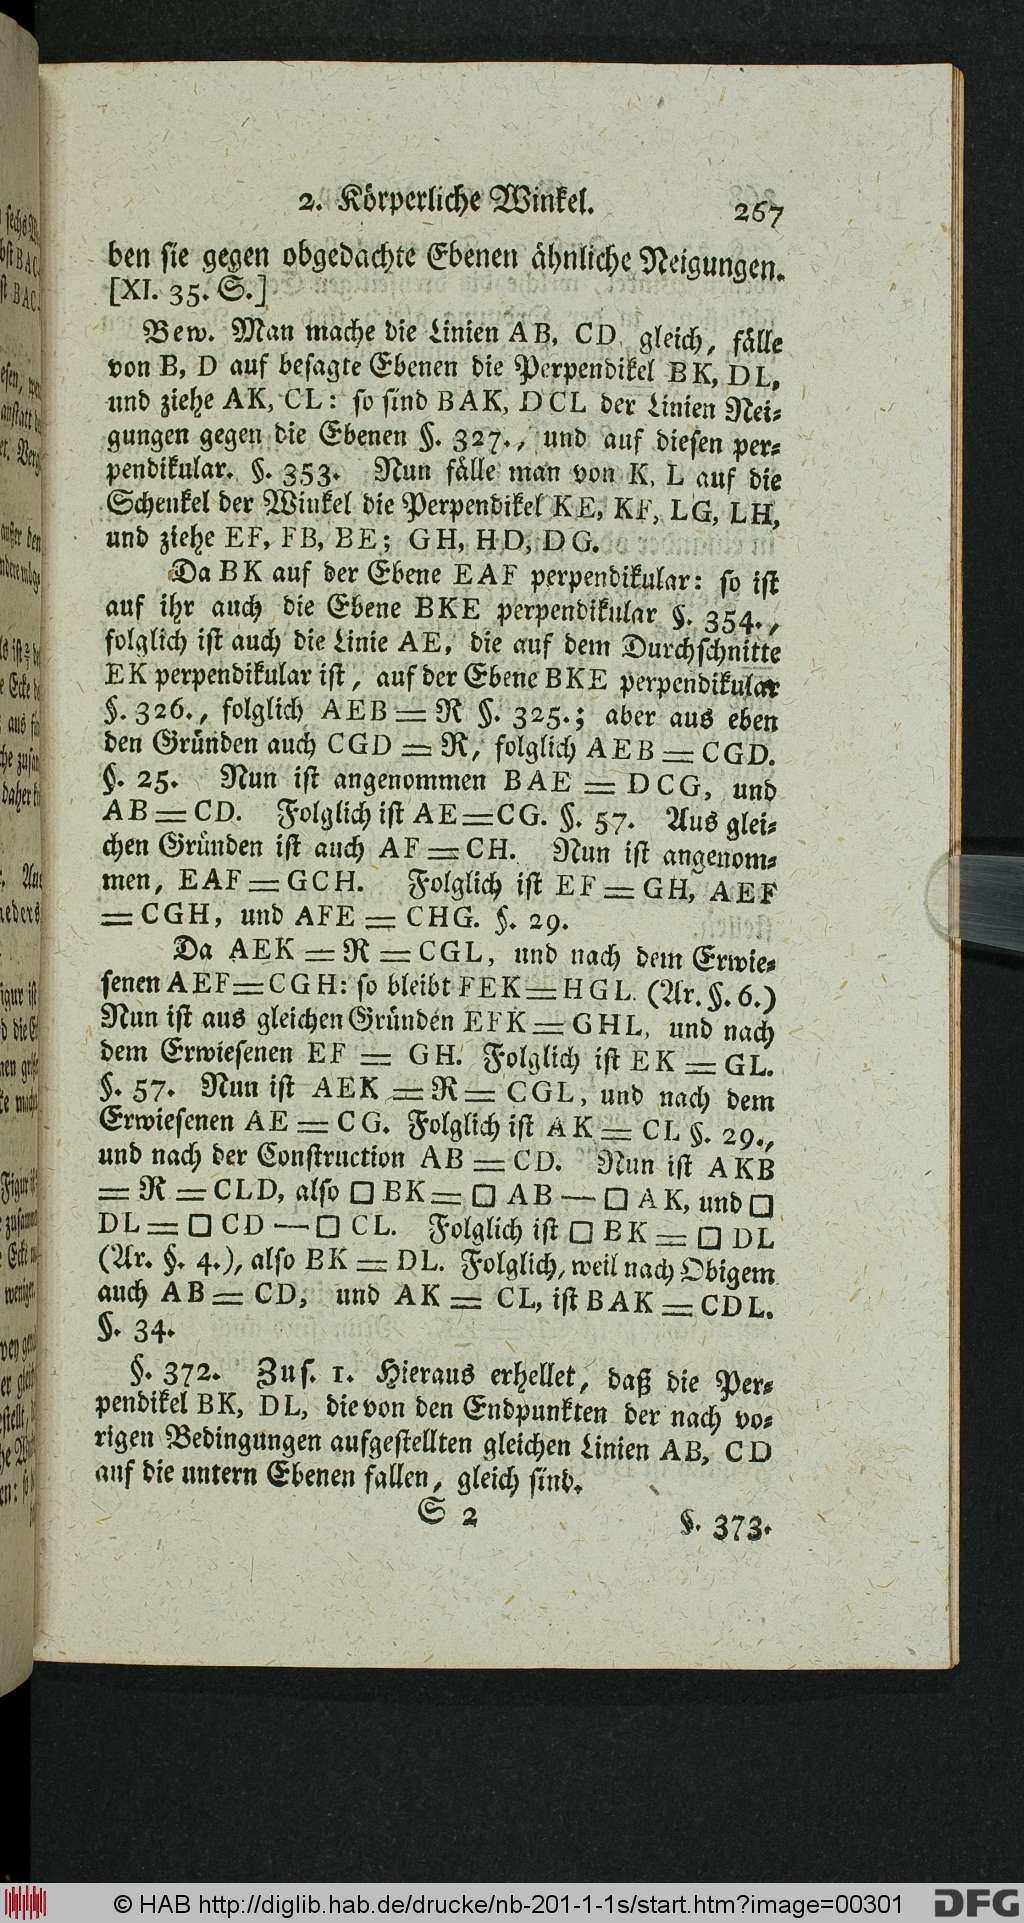 2. Körperliche Winkel.
267
ben sie gegen obgedachte Ebenen ähnliche Neigungen.
[XI. 35. S.]
Bew. Man mache die Linien AB, CD gleich, fälle
von B, D auf besagte Ebenen die Perpendikel BK, DL,
und ziehe AK, CL: so sind BAK, DCL der Linien Nei⸗
gungen gegen die Ebenen §. 327., und auf diesen per⸗
pendikular. §. 353. Nun fälle man von K, L auf die
Schenkel der Winkel die Perpendikel KE, KF, LG, LH,
und ziehe EF, FB, BE; GH, HD, DG.
Da BK auf der Ebene EAF perpendikular: so ist
auf ihr auch die Ebene BKE perpendikular §. 354.,
folglich ist auch die Linie AE, die auf dem Durchschnitte
EK perpendikular ist, auf der Ebene BKE perpendikular
§. 326., folglich AEB = R §. 325.; aber aus eben
den Gründen auch CGD = R, folglich AEB = CGD.
§. 25. Nun ist angenommen BAE = DCG, und
AB = CD. Folglich ist AE = CG. §. 57. Aus glei⸗
chen Gründen ist auch AF = CH. Nun ist angenom⸗
men, EAF = GCH. Folglich ist EF = GH, AEF
= CGH, und AFE = CHG. §. 29.
Da AEK = R = CGL, und nach dem Erwie⸗
senen AEF = CGH: so bleibt FEK = HGL (Ar. §. 6.)
Nun ist aus gleichen Gründen EFK = GHL, und nach
dem Erwiesenen EF = GH. Folglich ist EK = GL.
§. 57. Nun ist AEK = R = CGL, und nach dem
Erwiesenen AE = CG. Folglich ist AK = CL §. 29.,
und nach der Construction AB = CD. Nun ist AKB
= R = CLD, also □ BK = □ AB — □ AK, und □
DL = □ CD — □ CL. Folglich ist □ BK = □ DL
(Ar. §. 4.), also BK = DL. Folglich, weil nach Obigem
auch AB = CD, und AK = CL, ist BAK = CDL.
§. 34.
§. 372. Zus. 1. Hieraus erhellet, daß die Per⸗
pendikel BK, DL, die von den Endpunkten der nach vo⸗
rigen Bedingungen aufgestellten gleichen Linien AB, CD
auf die untern Ebenen fallen, gleich sind.
S 2
§. 373.
© HAB http://diglib.hab.de/drucke/nb-201-1-1s/start.htm?image=00301
DFG